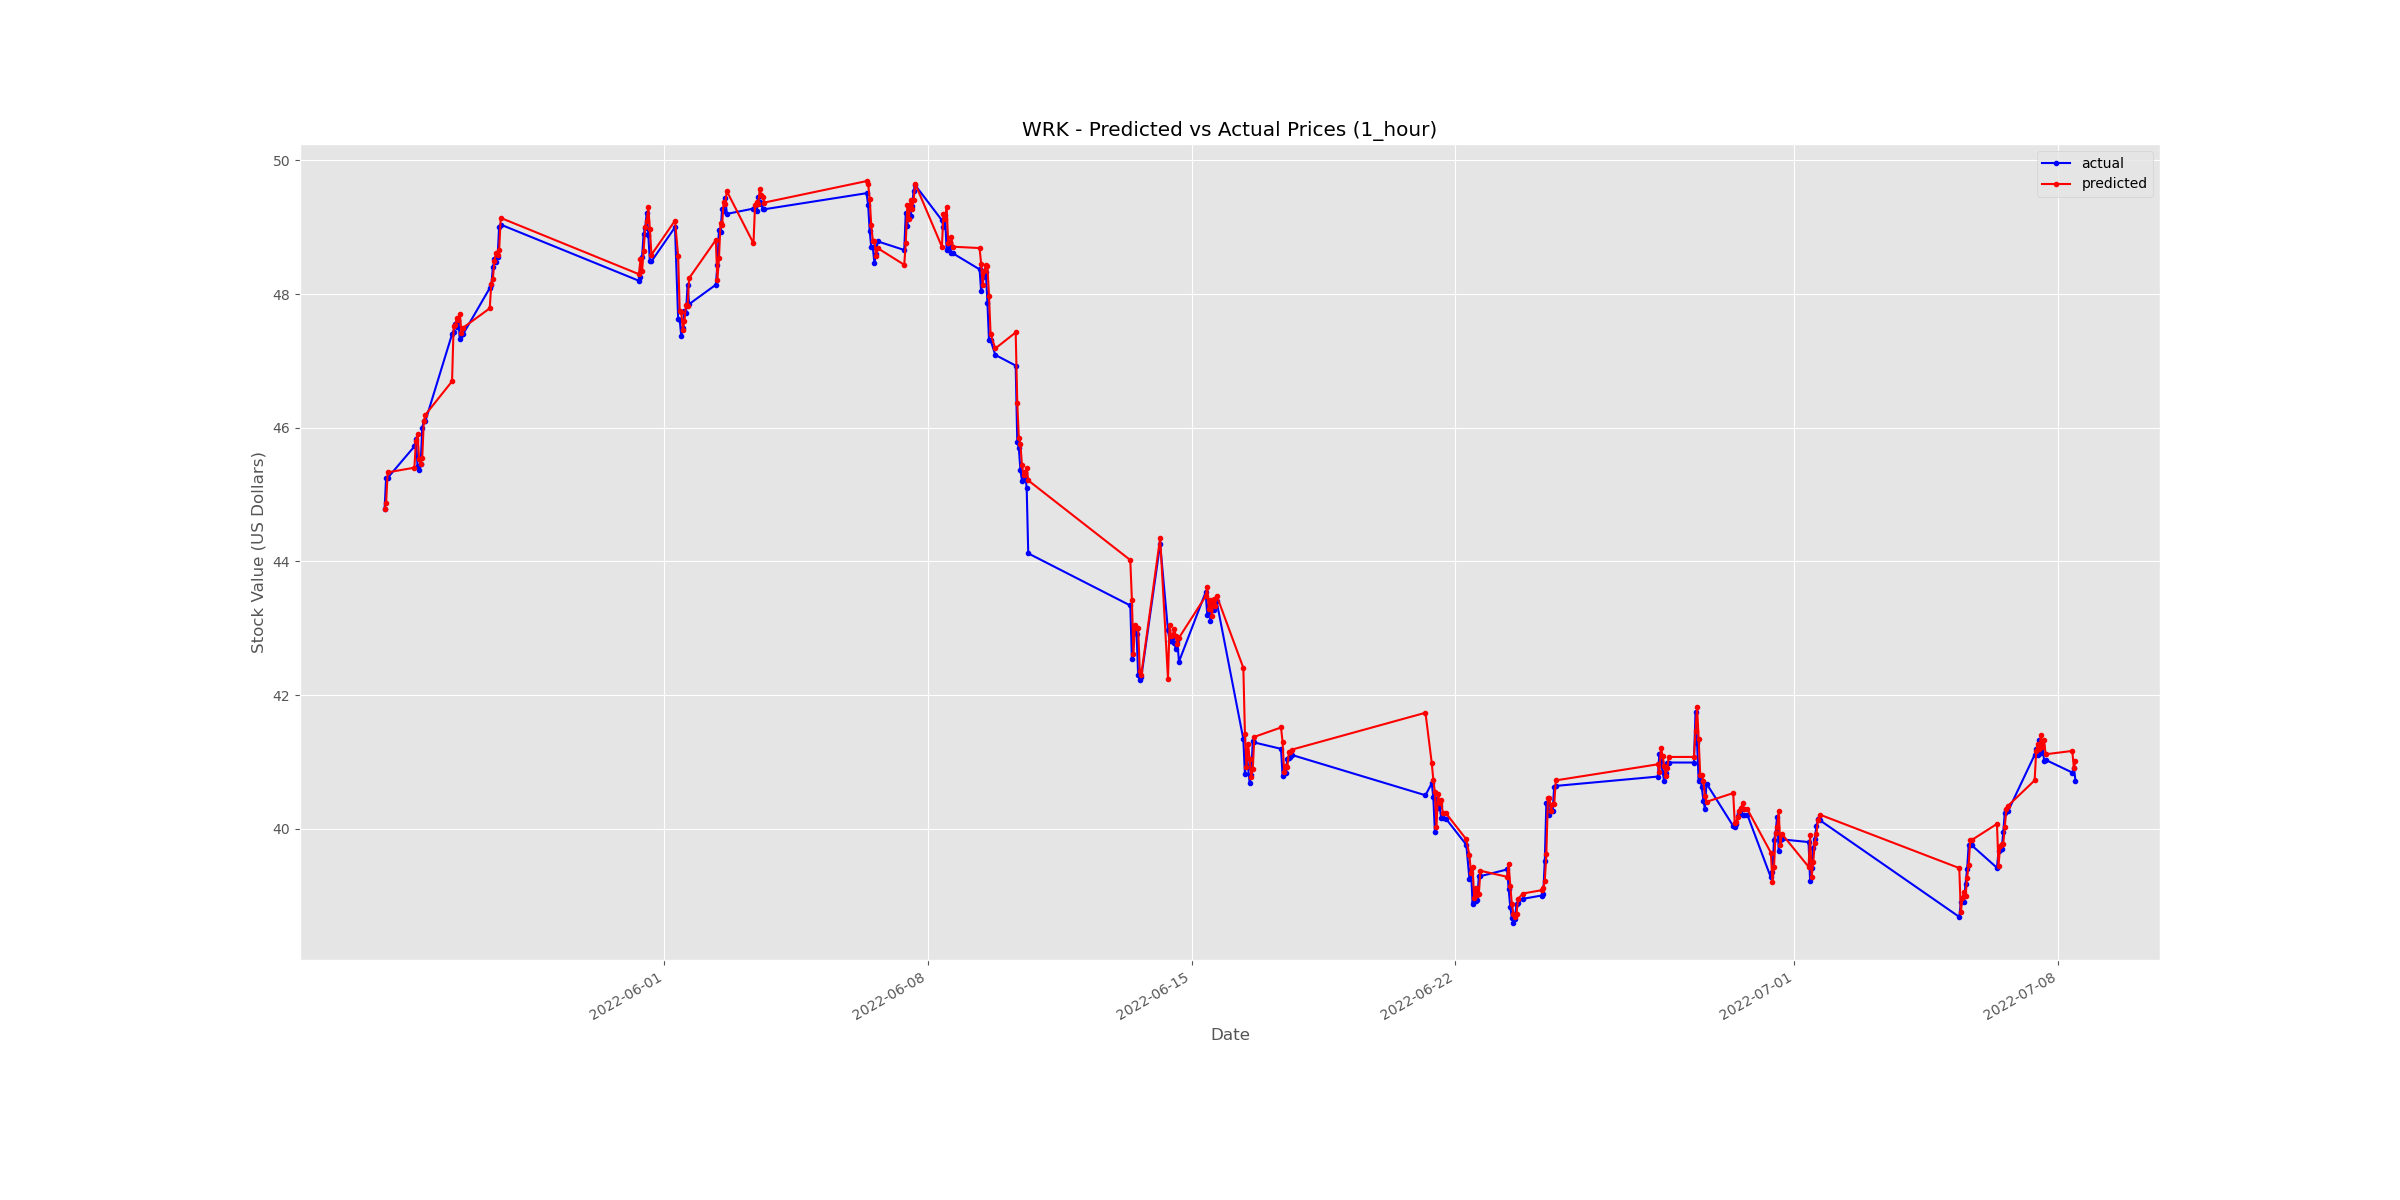 WRK - Predicted vs Actual Prices (1_hour)
actual
predicted
Stock Value (US Dollars)
50
48
46
44
42
40
2022-06-01
2022-06-08
2022-06-15
2022-06-22
2022-07-01
2022-07-08
Date